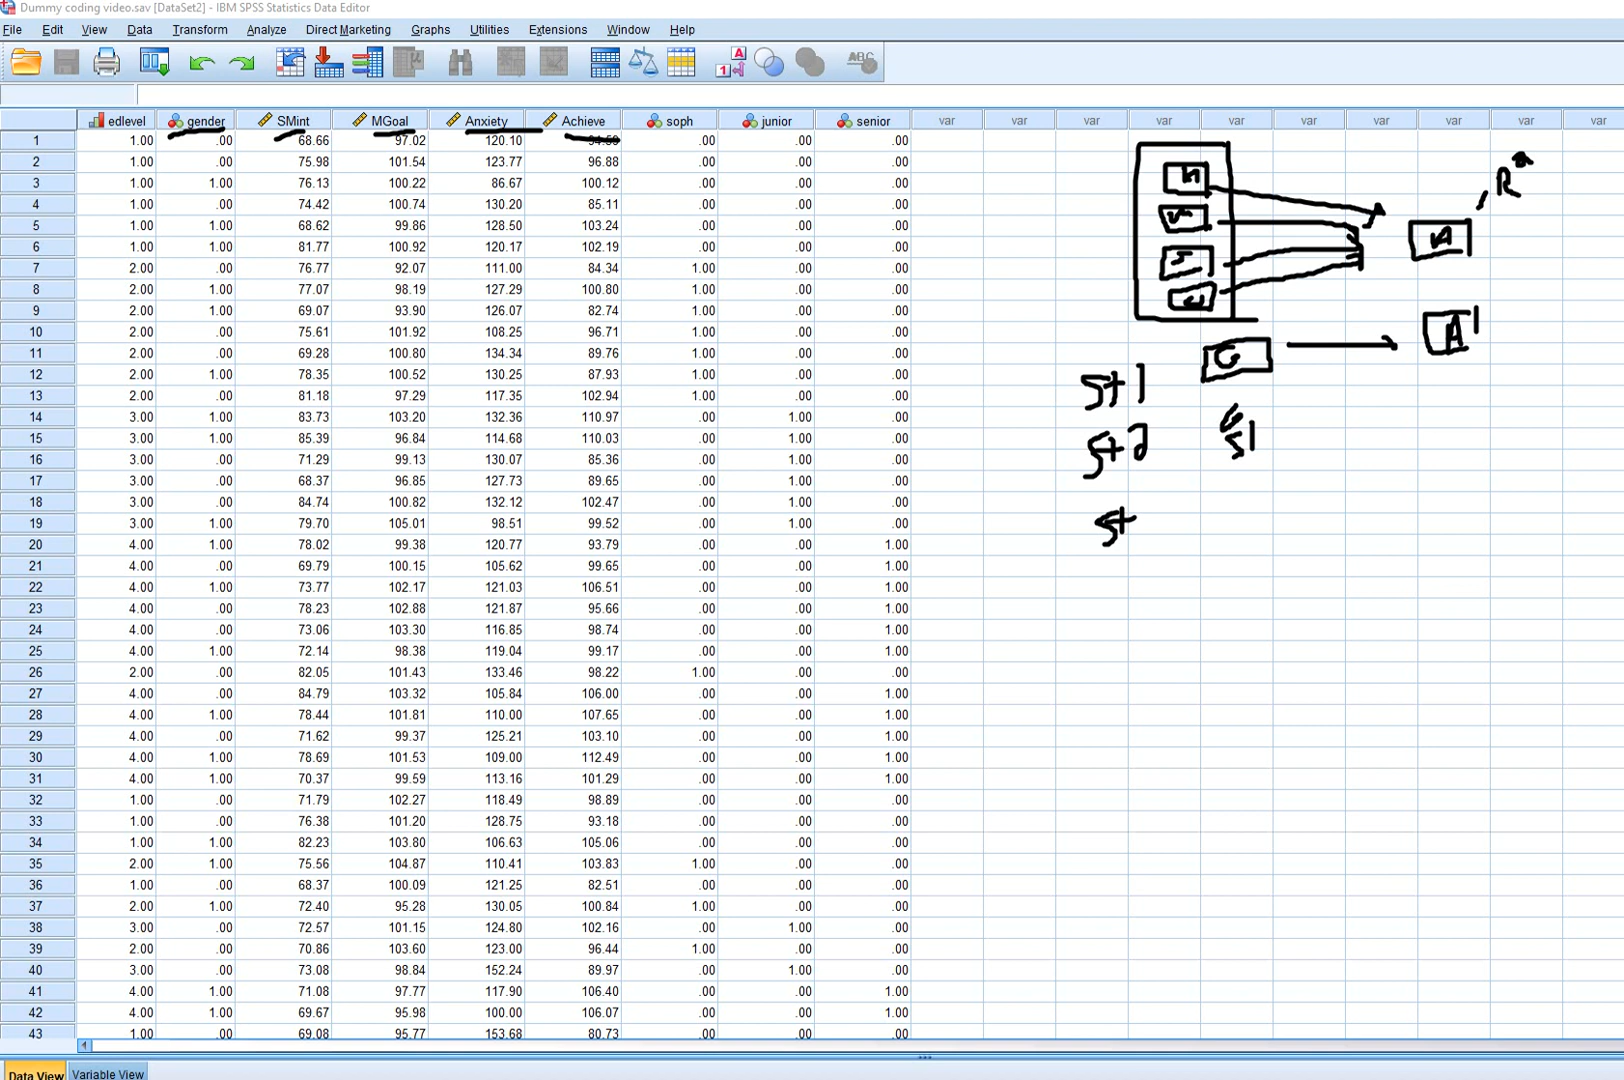 Dummy coding video.sav [DataSet2] - IBM SPSS Statistics Data Editor
File Edit View Data Transform Analyze Direct Marketing Graphs Utilities Extensions Window Help
edlevel gender SMint MGoal Anxiety Achieve soph junior senior var var var var var var var var var var
1 1.00 .00 68.66 97.02 120.10 .00 .00 .00
2 1.00 .00 75.98 101.54 123.77 96.88 .00 .00 .00
3 1.00 1.00 76.13 100.22 86.67 100.12 .00 .00 .00
4 1.00 .00 74.42 100.74 130.20 85.11 .00 .00 .00
5 1.00 1.00 68.62 99.86 128.50 103.24 .00 .00 .00
6 1.00 1.00 81.77 100.92 120.17 102.19 .00 .00 .00
7 2.00 .00 76.77 92.07 111.00 84.34 1.00 .00 .00
8 2.00 1.00 77.07 98.19 127.29 100.80 1.00 .00 .00
9 2.00 1.00 69.07 93.90 126.07 82.74 1.00 .00 .00
10 2.00 .00 75.61 101.92 108.25 96.71 1.00 .00 .00
11 2.00 .00 69.28 100.80 134.34 89.76 1.00 .00 .00
12 2.00 1.00 78.35 100.52 130.25 87.93 1.00 .00 .00
13 2.00 .00 81.18 97.29 117.35 102.94 1.00 .00 .00
14 3.00 1.00 83.73 103.20 132.36 110.97 .00 1.00 .00
15 3.00 1.00 85.39 96.84 114.68 110.03 .00 1.00 .00
16 3.00 .00 71.29 99.13 130.07 85.36 .00 1.00 .00
17 3.00 .00 68.37 96.85 127.73 89.65 .00 1.00 .00
18 3.00 .00 84.74 100.82 132.12 102.47 .00 1.00 .00
19 3.00 1.00 79.70 105.01 98.51 99.52 .00 1.00 .00
20 4.00 1.00 78.02 99.38 120.77 93.79 .00 .00 1.00
21 4.00 .00 69.79 100.15 105.62 99.65 .00 .00 1.00
22 4.00 1.00 73.77 102.17 121.03 106.51 .00 .00 1.00
23 4.00 .00 78.23 102.88 121.87 95.66 .00 .00 1.00
24 4.00 .00 73.06 103.30 116.85 98.74 .00 .00 1.00
25 4.00 1.00 72.14 98.38 119.04 99.17 .00 .00 1.00
26 2.00 .00 82.05 101.43 133.46 98.22 1.00 .00 .00
27 4.00 .00 84.79 103.32 105.84 106.00 .00 .00 1.00
28 4.00 1.00 78.44 101.81 110.00 107.65 .00 .00 1.00
29 4.00 .00 71.62 99.37 125.21 103.10 .00 .00 1.00
30 4.00 1.00 78.69 101.53 109.00 112.49 .00 .00 1.00
31 4.00 1.00 70.37 99.59 113.16 101.29 .00 .00 1.00
32 1.00 .00 71.79 102.27 118.49 98.89 .00 .00 .00
33 1.00 .00 76.38 101.20 128.75 93.18 .00 .00 .00
34 1.00 1.00 82.23 103.80 106.63 105.06 .00 .00 .00
35 2.00 1.00 75.56 104.87 110.41 103.83 1.00 .00 .00
36 1.00 .00 68.37 100.09 121.25 82.51 .00 .00 .00
37 2.00 1.00 72.40 95.28 130.05 100.84 1.00 .00 .00
38 3.00 .00 72.57 101.15 124.80 102.16 .00 1.00 .00
39 2.00 .00 70.86 103.60 123.00 96.44 1.00 .00 .00
40 3.00 .00 73.08 98.84 152.24 89.97 .00 1.00 .00
41 4.00 1.00 71.08 97.77 117.90 106.40 .00 .00 1.00
42 4.00 1.00 69.67 95.98 100.00 106.07 .00 .00 1.00
43 1.00 .00 69.08 95.77 153.68 80.73 .00 .00 .00
R
G A
St 1
St 2
St
Data View Variable View